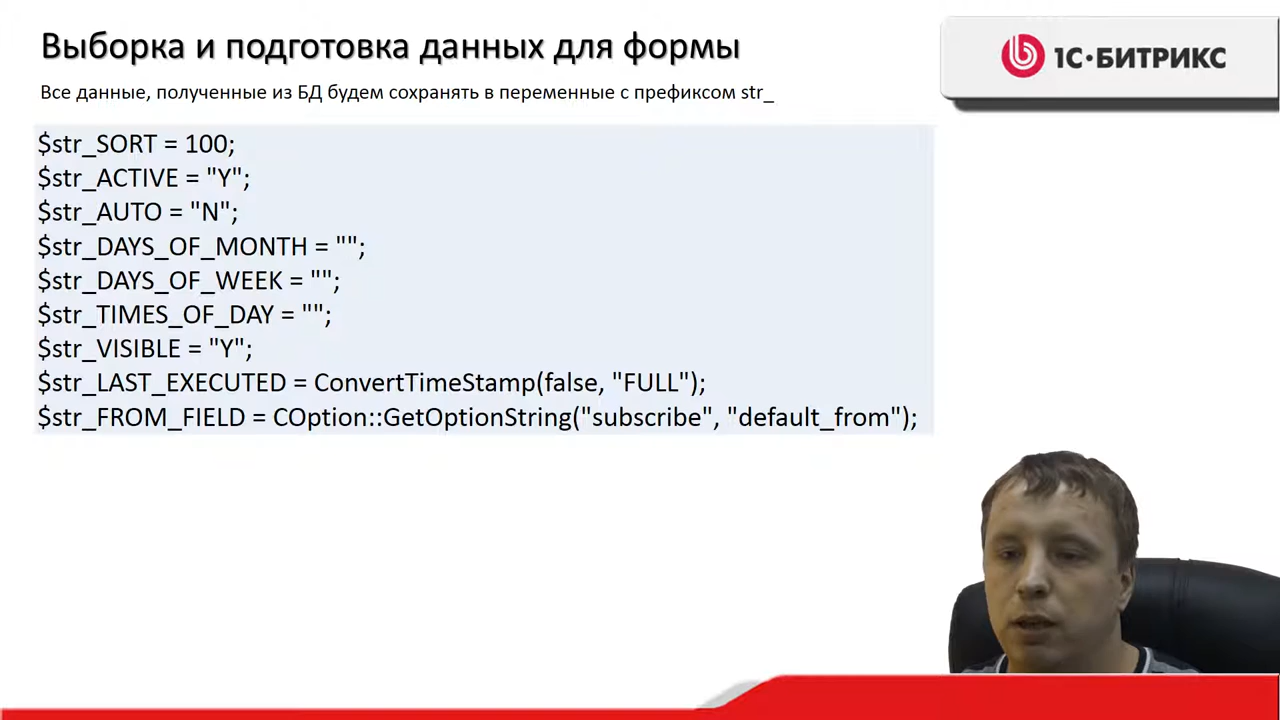 Выборка и подготовка данных для формы
1С·БИТРИКС
Все данные, полученные из БД будем сохранять в переменные с префиксом str_
$str_SORT = 100;
$str_ACTIVE = "Y";
$str_AUTO = "N";
$str_DAYS_OF_MONTH = "";
$str_DAYS_OF_WEEK = "";
$str_TIMES_OF_DAY = "";
$str_VISIBLE = "Y";
$str_LAST_EXECUTED = ConvertTimeStamp(false, "FULL");
$str_FROM_FIELD = COption::GetOptionString("subscribe", "default_from");